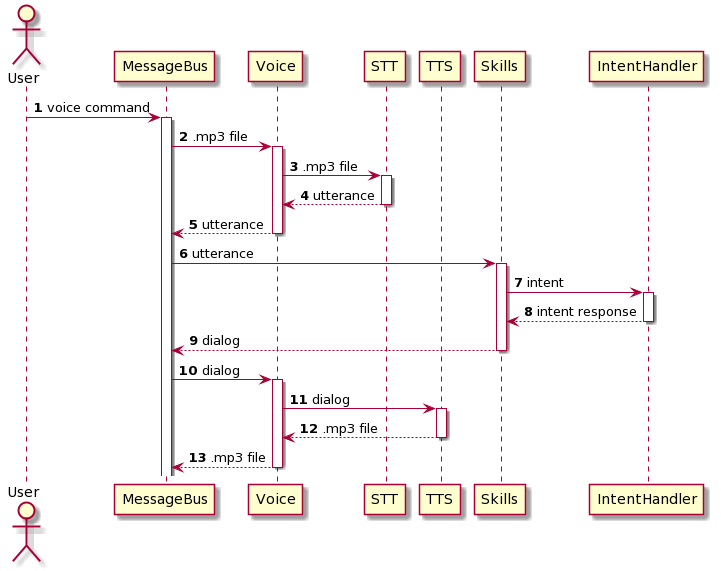 User
MessageBus
Voice
STT
TTS
Skills
IntentHandler
1 voice command
2 .mp3 file
3 .mp3 file
4 utterance
5 utterance
6 utterance
7 intent
8 intent response
9 dialog
10 dialog
11 dialog
12 .mp3 file
13 .mp3 file
User
MessageBus
Voice
STT
TTS
Skills
IntentHandler